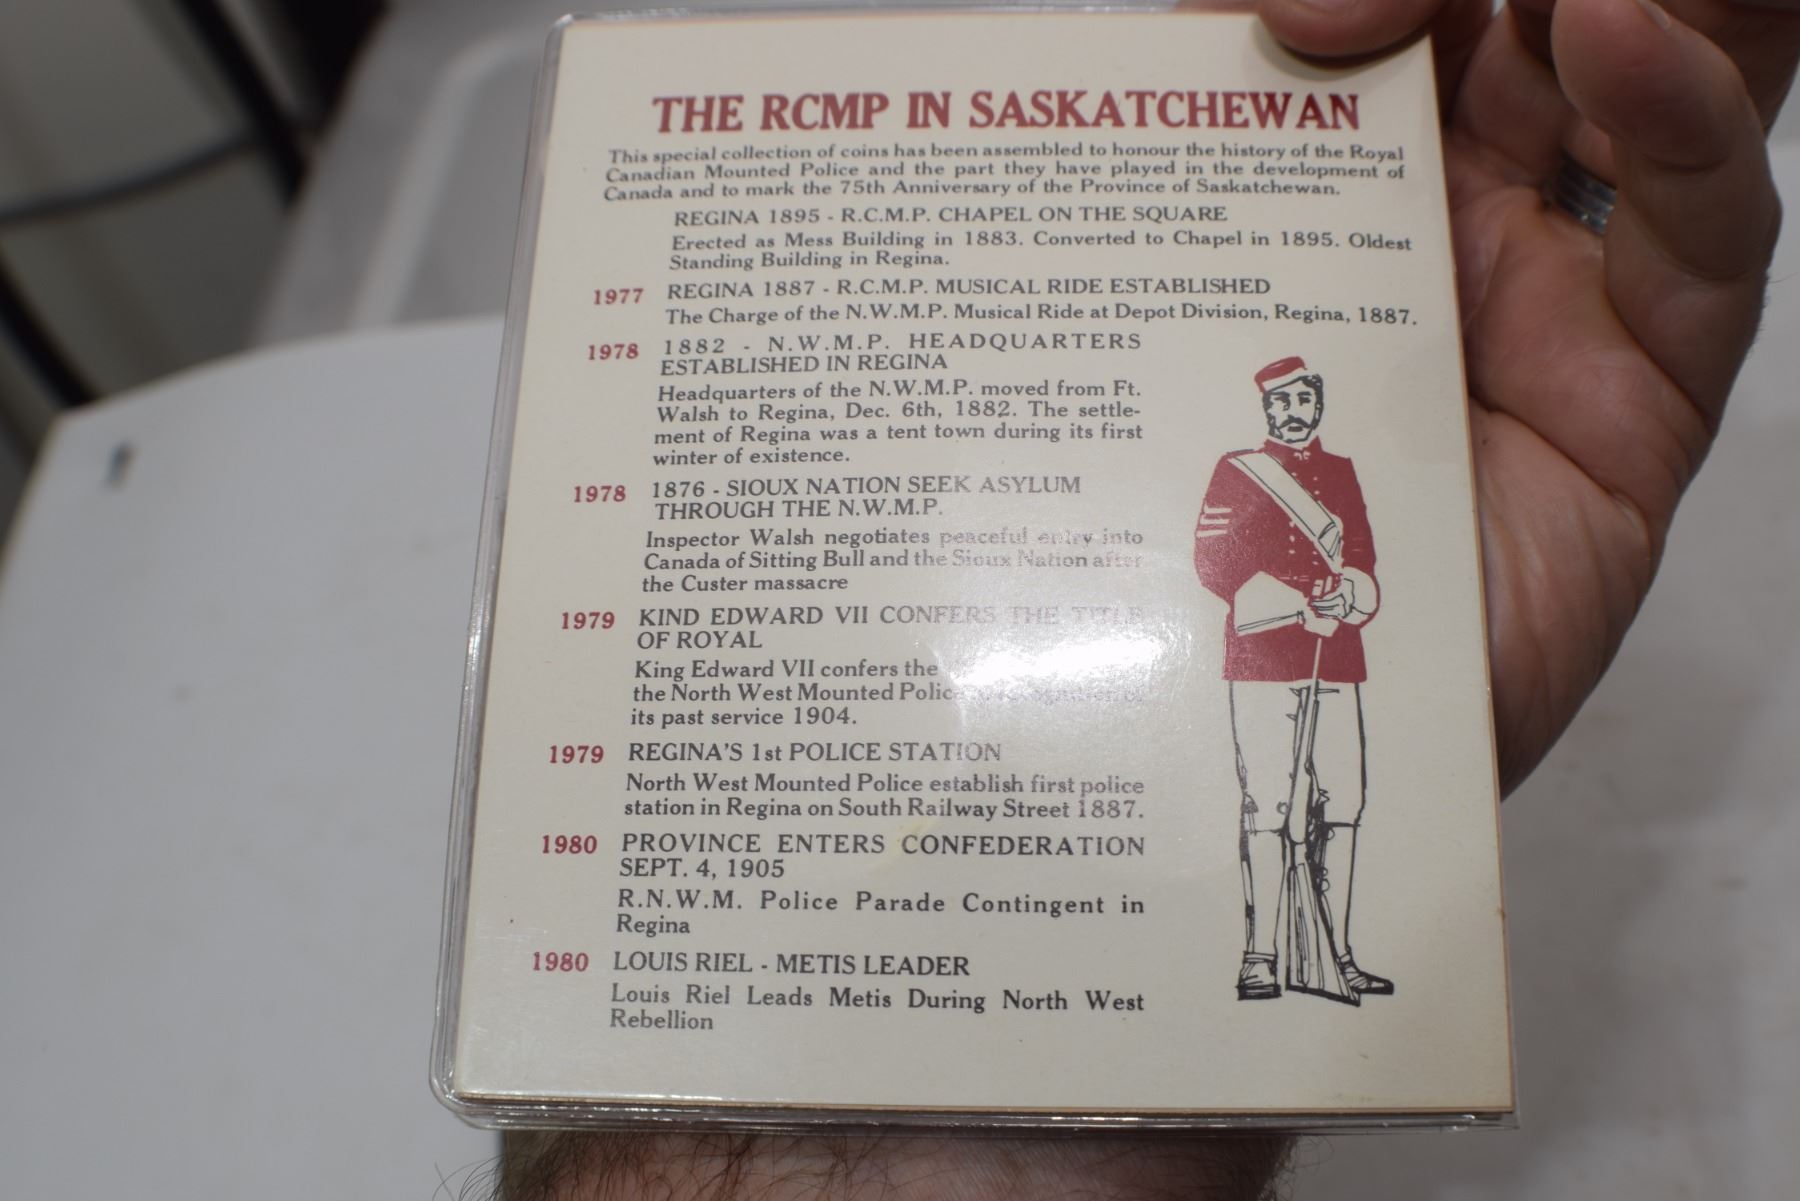 THE RCMP IN SASKATCHEWAN
This special collection of coins has been assembled to honour the history of the Royal
Canadian Mounted Police and the part they have played in the development of
Canada and to mark the 75th Anniversary of the Province of Saskatchewan.
REGINA 1895 - R.C.M.P. CHAPEL ON THE SQUARE
Erected as Mess Building in 1883. Converted to Chapel in 1895. Oldest
Standing Building in Regina.
1977 REGINA 1887 - R.C.M.P. MUSICAL RIDE ESTABLISHED
The Charge of the N.W.M.P. Musical Ride at Depot Division, Regina, 1887.
1978 1882 - N.W.M.P. HEADQUARTERS
ESTABLISHED IN REGINA
Headquarters of the N.W.M.P. moved from Ft.
Walsh to Regina, Dec. 6th, 1882. The settle-
ment of Regina was a tent town during its first
winter of existence.
1978 1876 - SIOUX NATION SEEK ASYLUM
THROUGH THE N.W.M.P.
Inspector Walsh negotiates peaceful entry into
Canada of Sitting Bull and the Sioux Nation after
the Custer massacre
1979 KIND EDWARD VII CONFERS THE TITLE
OF ROYAL
King Edward VII confers the
the North West Mounted Police
its past service 1904.
1979 REGINA'S 1st POLICE STATION
North West Mounted Police establish first police
station in Regina on South Railway Street 1887.
1980 PROVINCE ENTERS CONFEDERATION
SEPT. 4, 1905
R.N.W.M. Police Parade Contingent in
Regina
1980 LOUIS RIEL - METIS LEADER
Louis Riel Leads Metis During North West
Rebellion